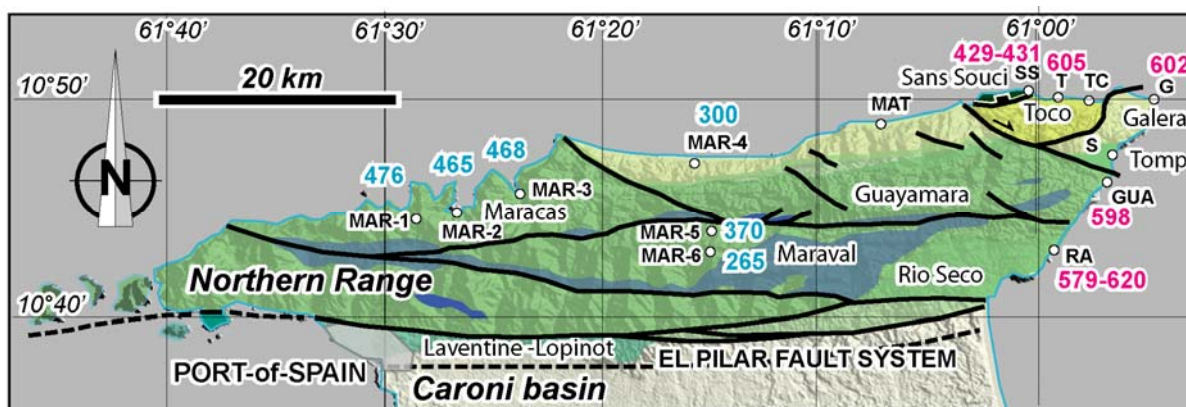 61°40’ 61°30’ 61°20’ 61°10’ 61°00’
429-431 605 602
10°50’ Sans Souci SS T TC G
20 km MAT Toco Galera
300
MAR-4 S Tomp
476 465 468
MAR-3 Guayamara GUA
MAR-1 Maracas 598
MAR-2
N
MAR-5 370 Maraval RA
MAR-6 265 Rio Seco 579-620
Northern Range
10°40’
Laventine-Lopinot EL PILAR FAULT SYSTEM
PORT-of-SPAIN
Caroni basin